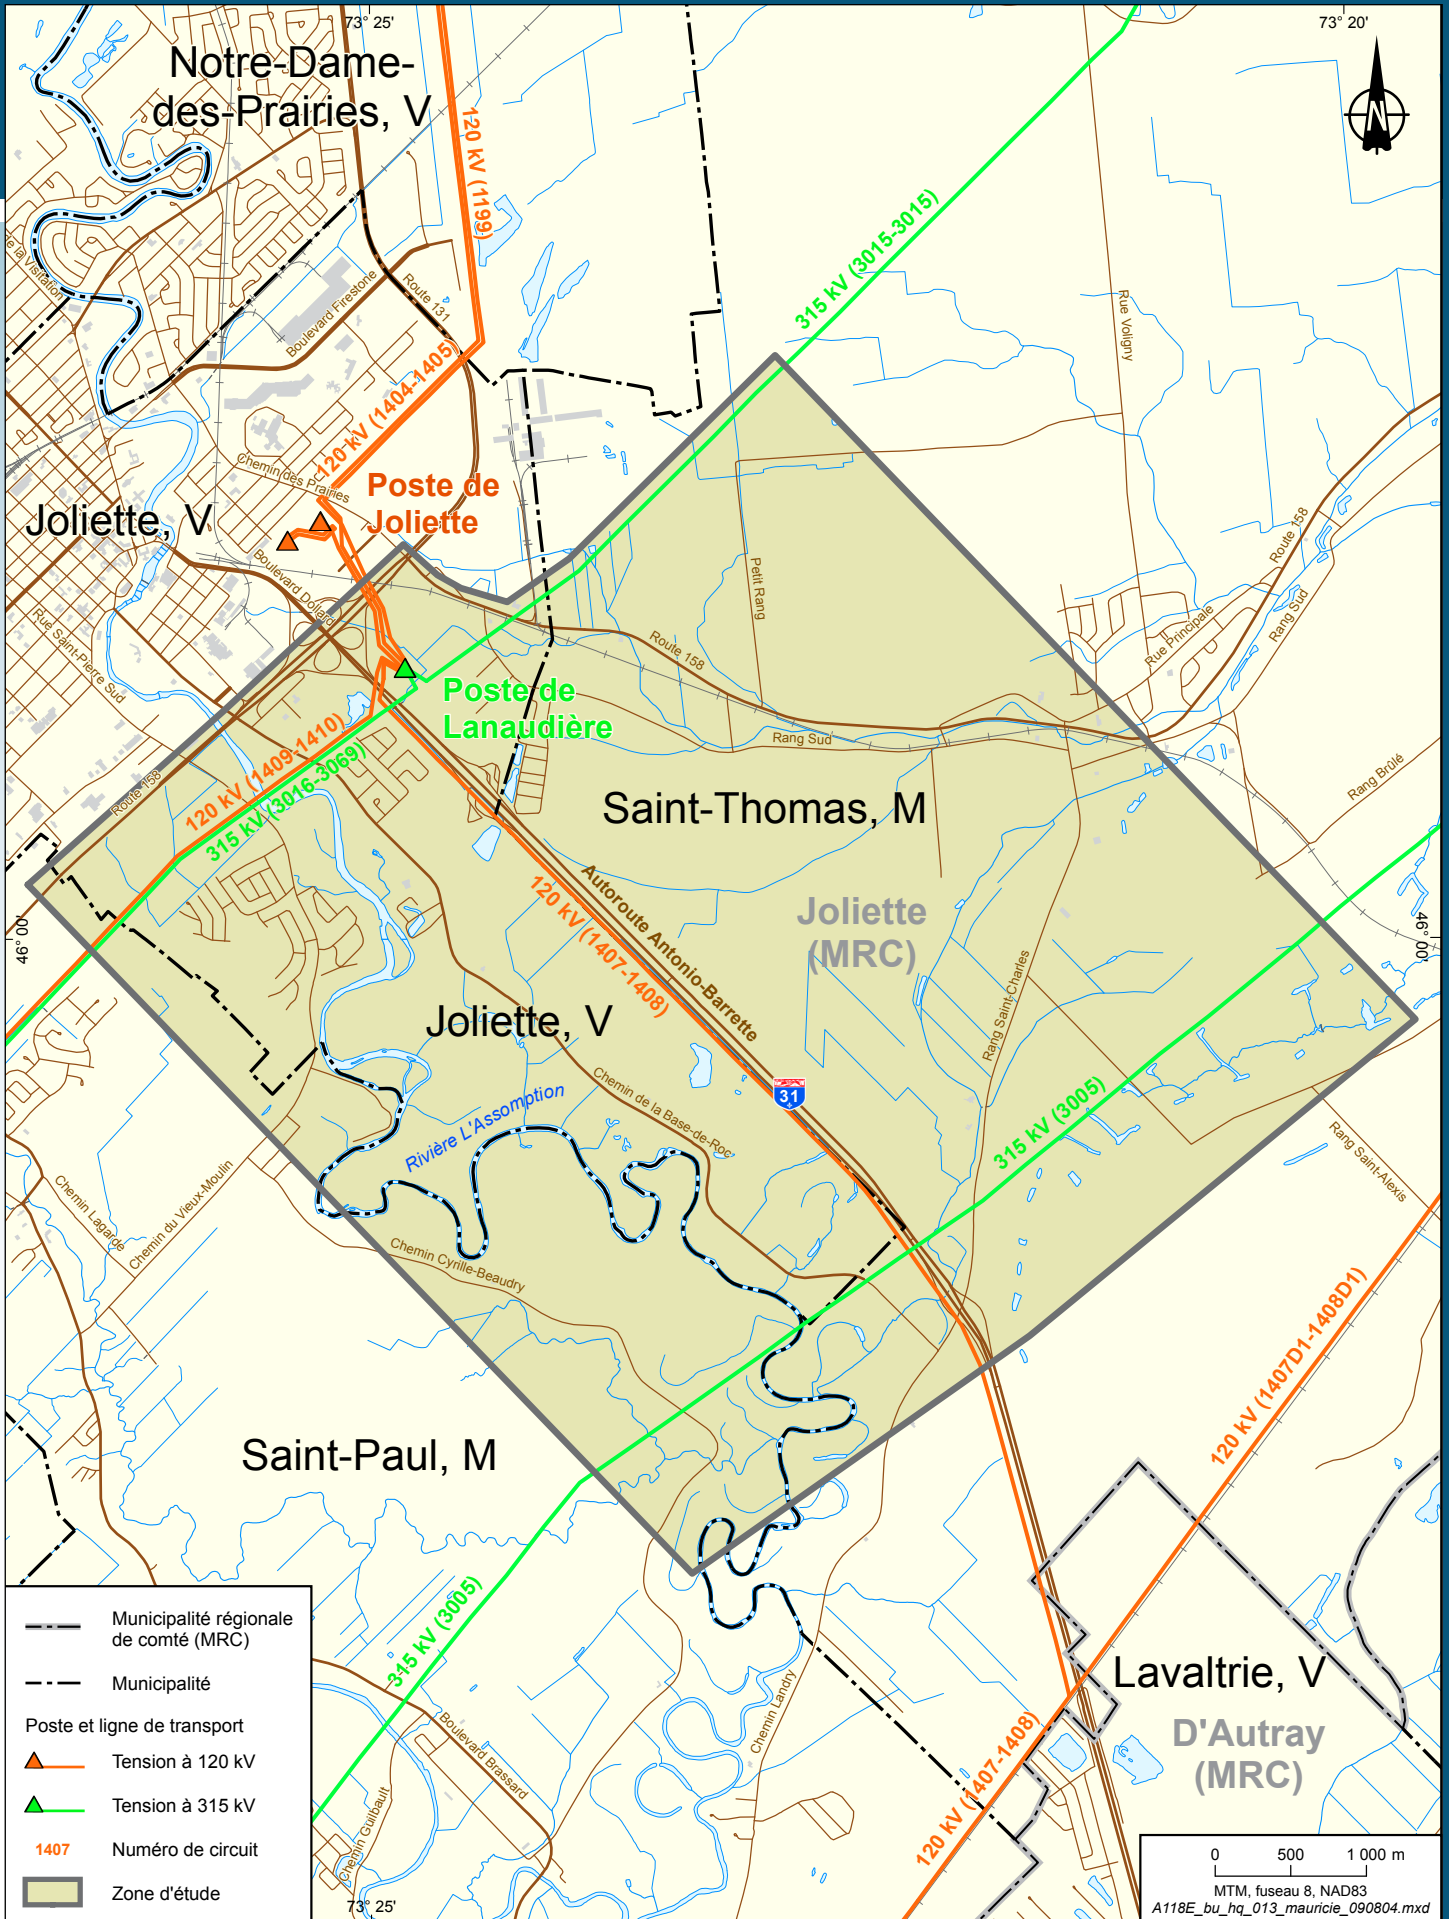 73° 25'
73° 20'
Notre-Dame-
des-Prairies, V
N
120 kV (1199)
315 kV (3015-3015)
de la Visitation
Boulevard Firestone
Route 131
Rue Voligny
120 kV (1404-1405)
Chemin des Prairies
Poste de
Joliette
Joliette, V
Boulevard Dollard
Petit Rang
Route 158
Rang Sud
Rue Principale
Rue Saint-Pierre Sud
Route 158
Poste de
Lanaudière
Rang Sud
Route 158
120 kV (1409-1410)
315 kV (3016-3069)
Rang Brûlé
Saint-Thomas, M
Autoroute Antonio-Barrette
120 kV (1407-1408)
Joliette
(MRC)
46° 00'
46° 00'
Rang Saint-Charles
Joliette, V
31
Chemin de la Base-de-Roc
Rivière L'Assomption
315 kV (3005)
Rang Saint-Alexis
Chemin Lagarde
Chemin du Vieux-Moulin
Chemin Cyrille-Beaudry
120 kV (1407D1-1408D1)
Saint-Paul, M
315 kV (3005)
Chemin Landry
Lavaltrie, V
D'Autray
(MRC)
120 kV (1407-1408)
Boulevard Brassard
Chemin Guilbault
73° 25'
Municipalité régionale
de comté (MRC)
Municipalité
Poste et ligne de transport
Tension à 120 kV
Tension à 315 kV
1407 Numéro de circuit
Zone d'étude
0 500 1 000 m
MTM, fuseau 8, NAD83
A118E_bu_hq_013_mauricie_090804.mxd